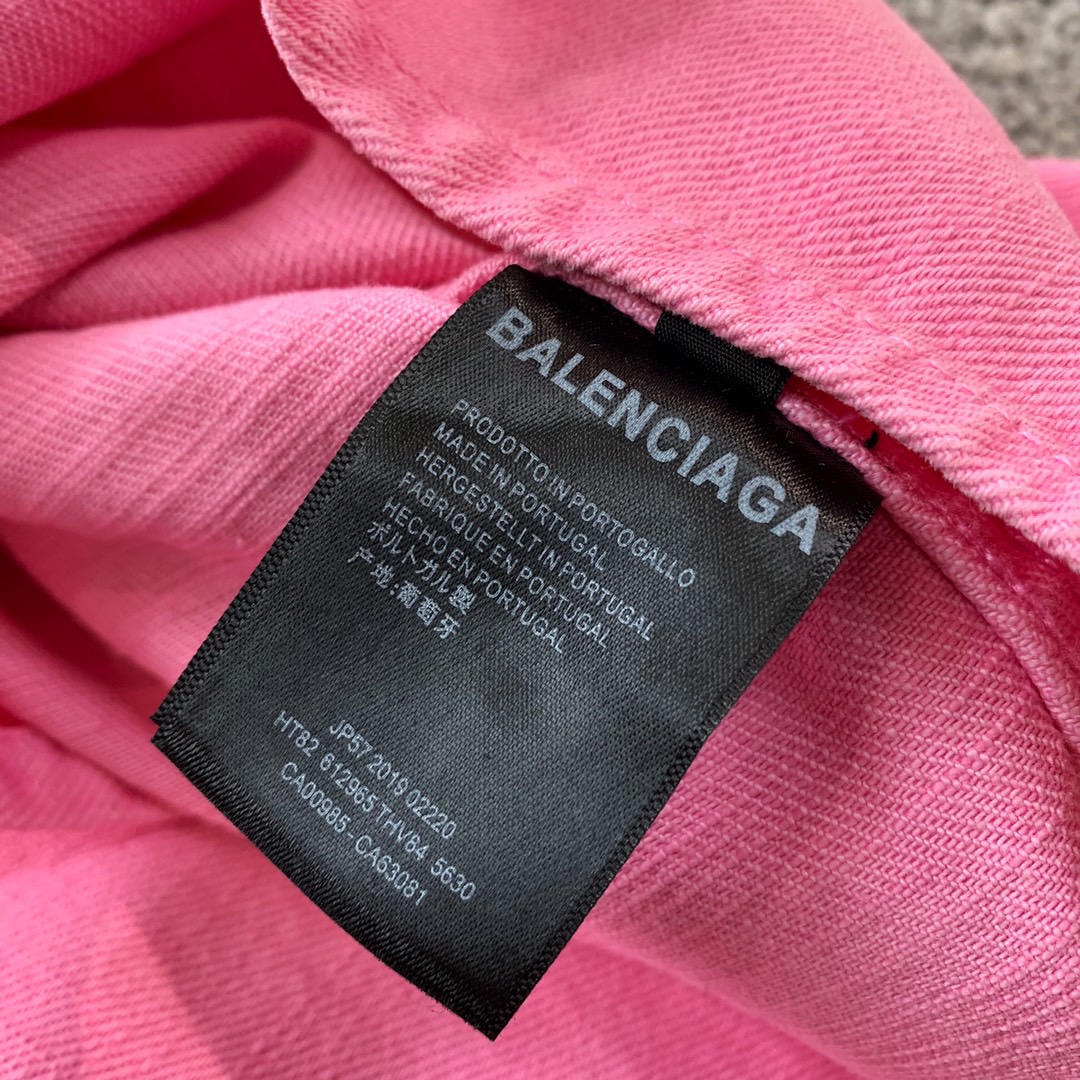 BALENCIAGA
PRODOTTO IN PORTOGALLO
MADE IN PORTUGAL
HERGESTELLT IN PORTUGAL
FABRIQUE EN PORTUGAL
HECHO EN PORTUGAL
ポルトガル製
产地:葡萄牙
JP57 2019 02220
HT82 612965 THV84 5630
CA00985-CA63081